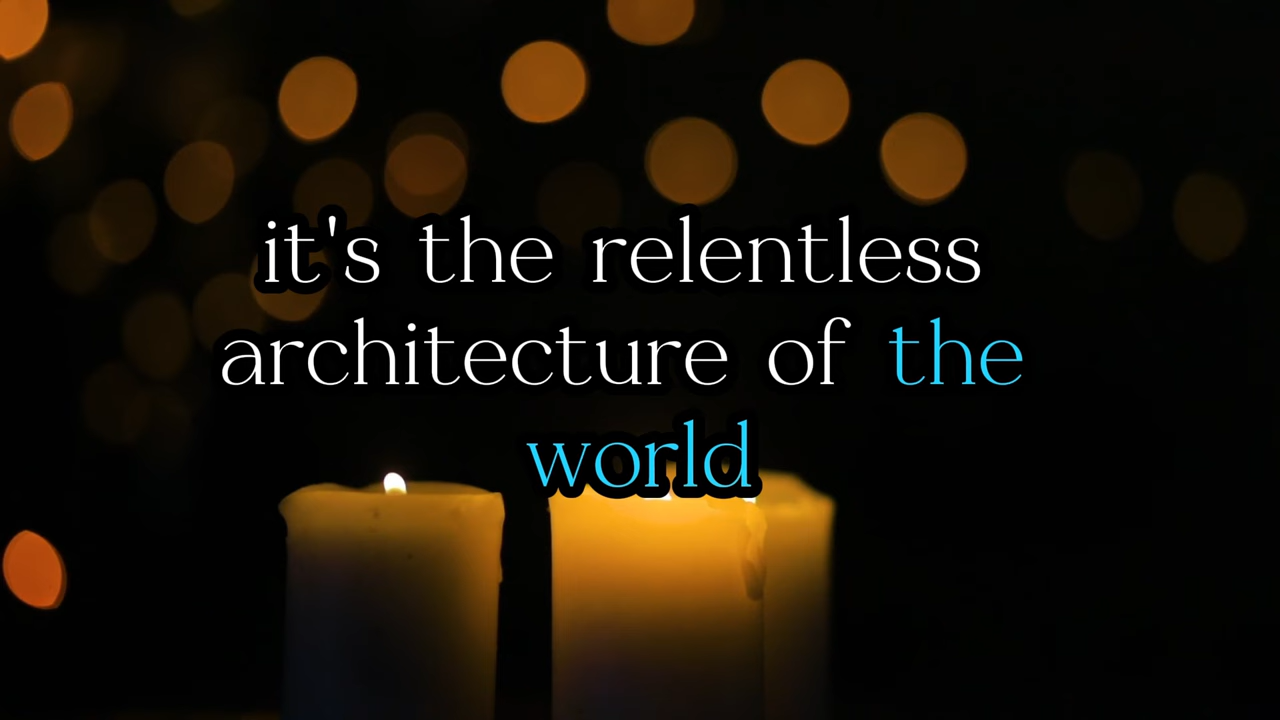 it's the relentless
architecture of the
world